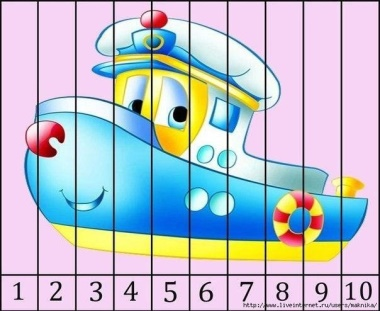 1 2 3 4 5 6 7 8 9 10
http://www.liveinternet.ru/users/maknika/